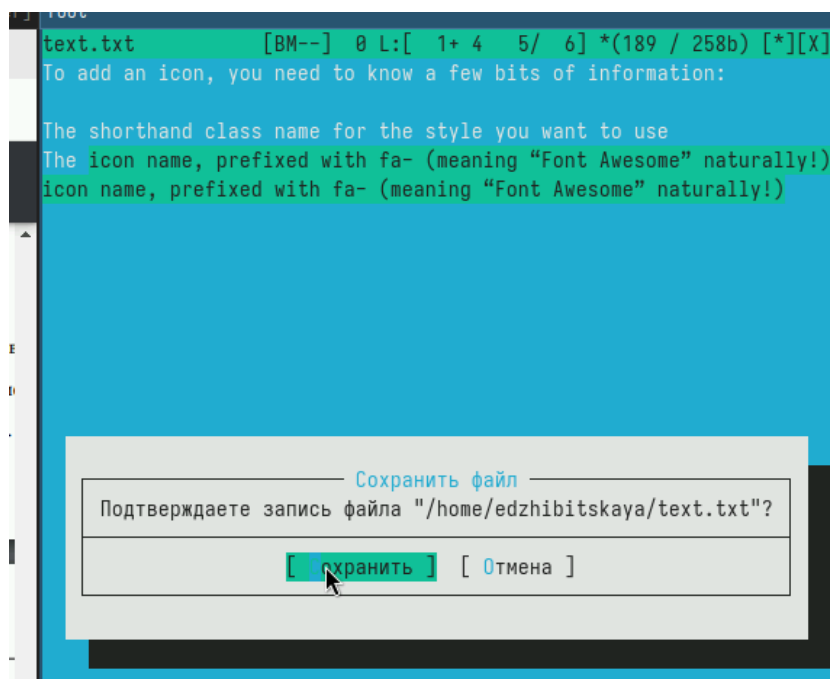 text.txt [BM--] 0 L:[ 1+ 4 5/ 6] *(189 / 258b) [*][X]
To add an icon, you need to know a few bits of information:
The shorthand class name for the style you want to use
The icon name, prefixed with fa- (meaning “Font Awesome” naturally!)
icon name, prefixed with fa- (meaning “Font Awesome” naturally!)
Сохранить файл
Подтверждаете запись файла "/home/edzhibitskaya/text.txt"?
[ охранить ] [ Отмена ]